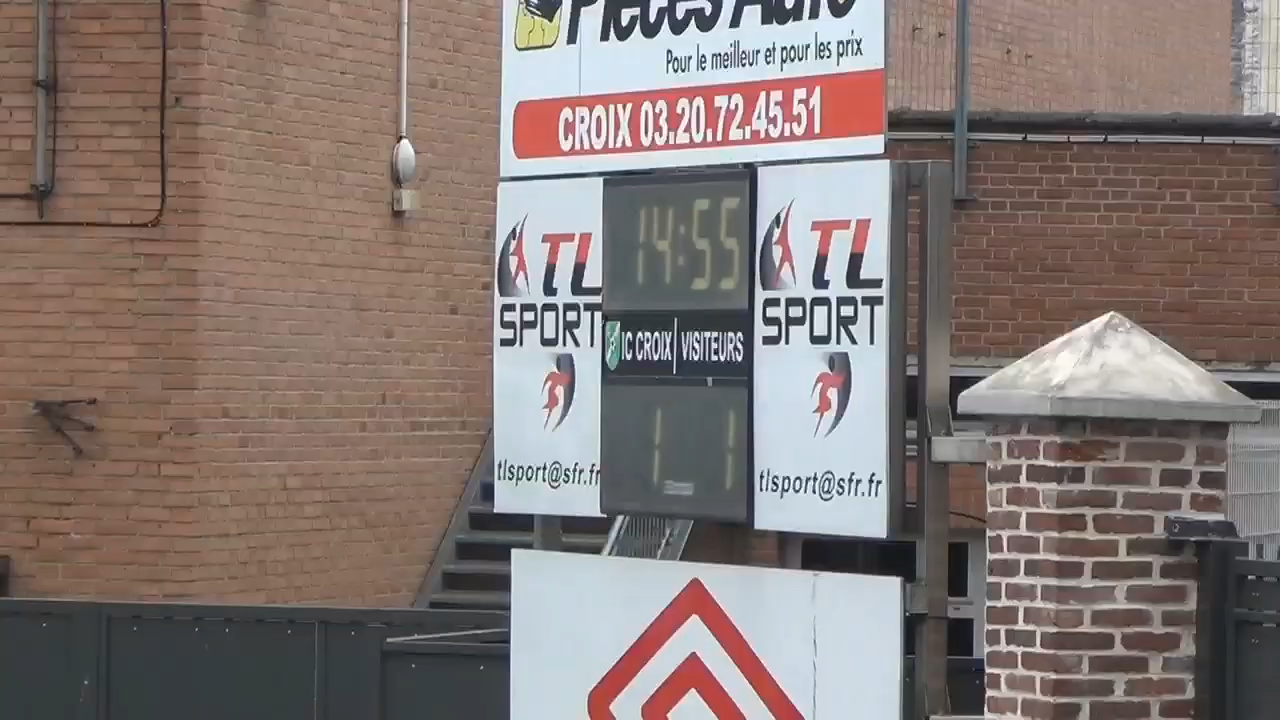 Pièces Auto
Pour le meilleur et pour les prix
CROIX 03.20.72.45.51
TL
SPORT
tlsport@sfr.fr
14:55
IC CROIX | VISITEURS
1 1
TL
SPORT
tlsport@sfr.fr